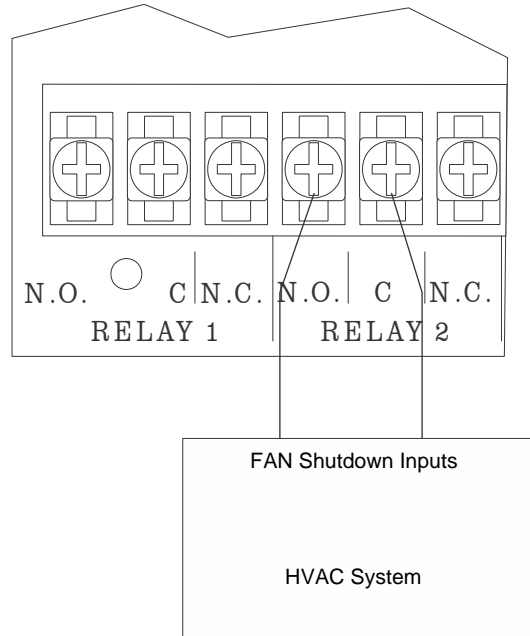 N.O. C N.C. N.O. C N.C.
RELAY 1 RELAY 2
FAN Shutdown Inputs
HVAC System